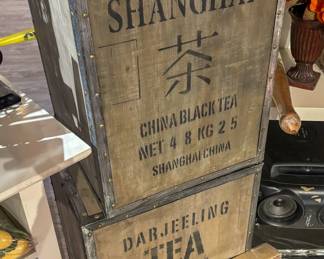 SHANGHAI
茶
CHINA BLACK TEA
NET 4 8 KG 2 5
SHANGHAI CHINA
DARJEELING
TEA